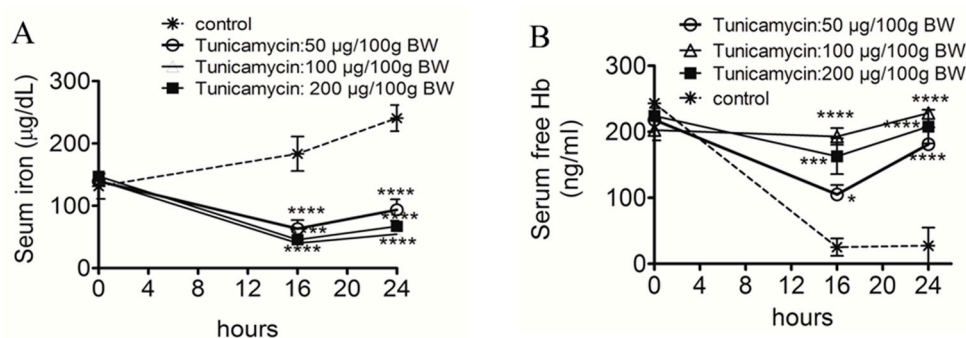 A
control
Tunicamycin:50 µg/100g BW
Tunicamycin:100 µg/100g BW
Tunicamycin: 200 µg/100g BW
Seum iron (µg/dL)
300
200
100
0
****
****
***
****
****
****
0 4 8 12 16 20 24
hours
B
Tunicamycin:50 µg/100g BW
Tunicamycin:100 µg/100g BW
Tunicamycin:200 µg/100g BW
control
Serum free Hb
(ng/ml)
300
200
100
0
****
****
****
***
****
*
0 4 8 12 16 20 24
hours